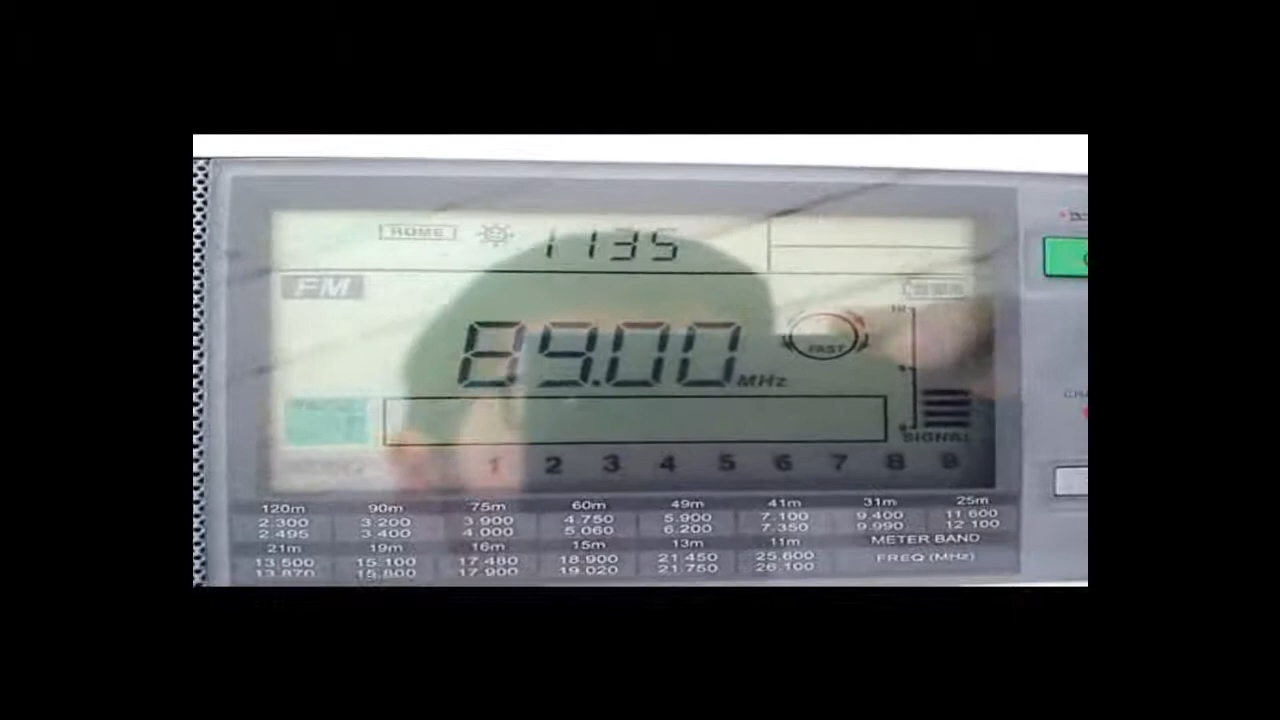 ROME 1135
FM
89.00 MHz
FAST
10
SIGNAL
1 2 3 4 5 6 7 8 9
120m 90m 75m 60m 49m 41m 31m 25m
2.300 3.200 3.900 4.750 5.900 7.100 9.400 11.600
2.495 3.400 4.000 5.060 6.200 7.350 9.990 12.100
21m 19m 16m 15m 13m 11m METER BAND
13.500 15.100 17.480 18.900 21.450 25.600 FREQ (MHz)
13.870 15.800 17.900 19.020 21.750 26.100